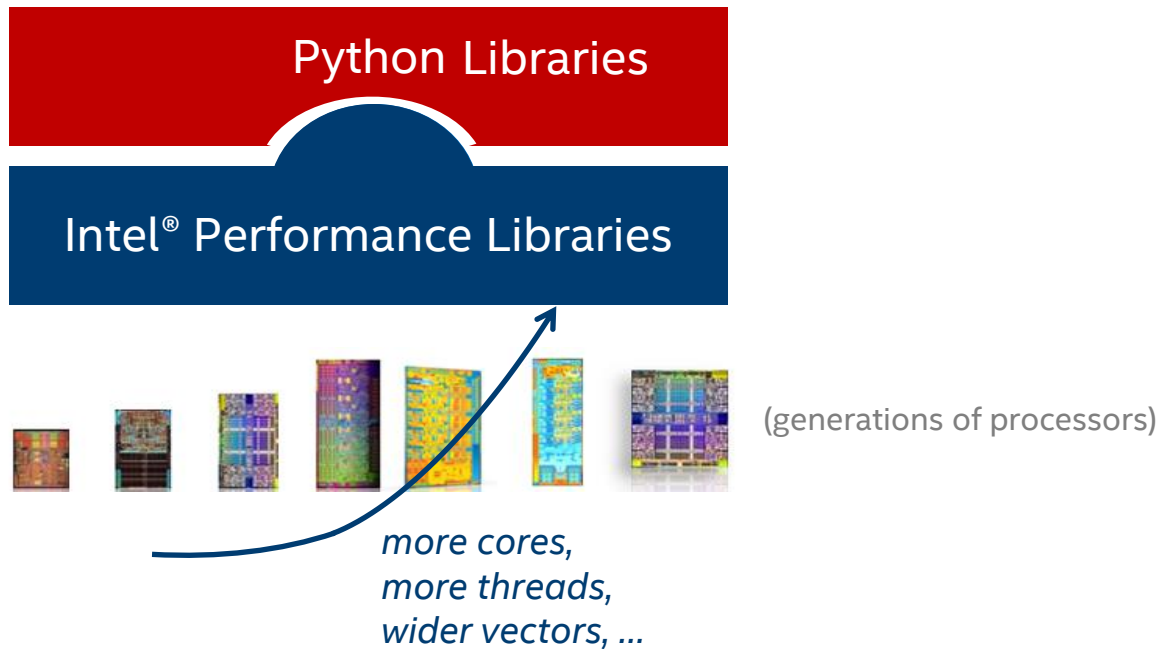 Python Libraries
Intel® Performance Libraries
(generations of processors)
more cores,
more threads,
wider vectors, ...